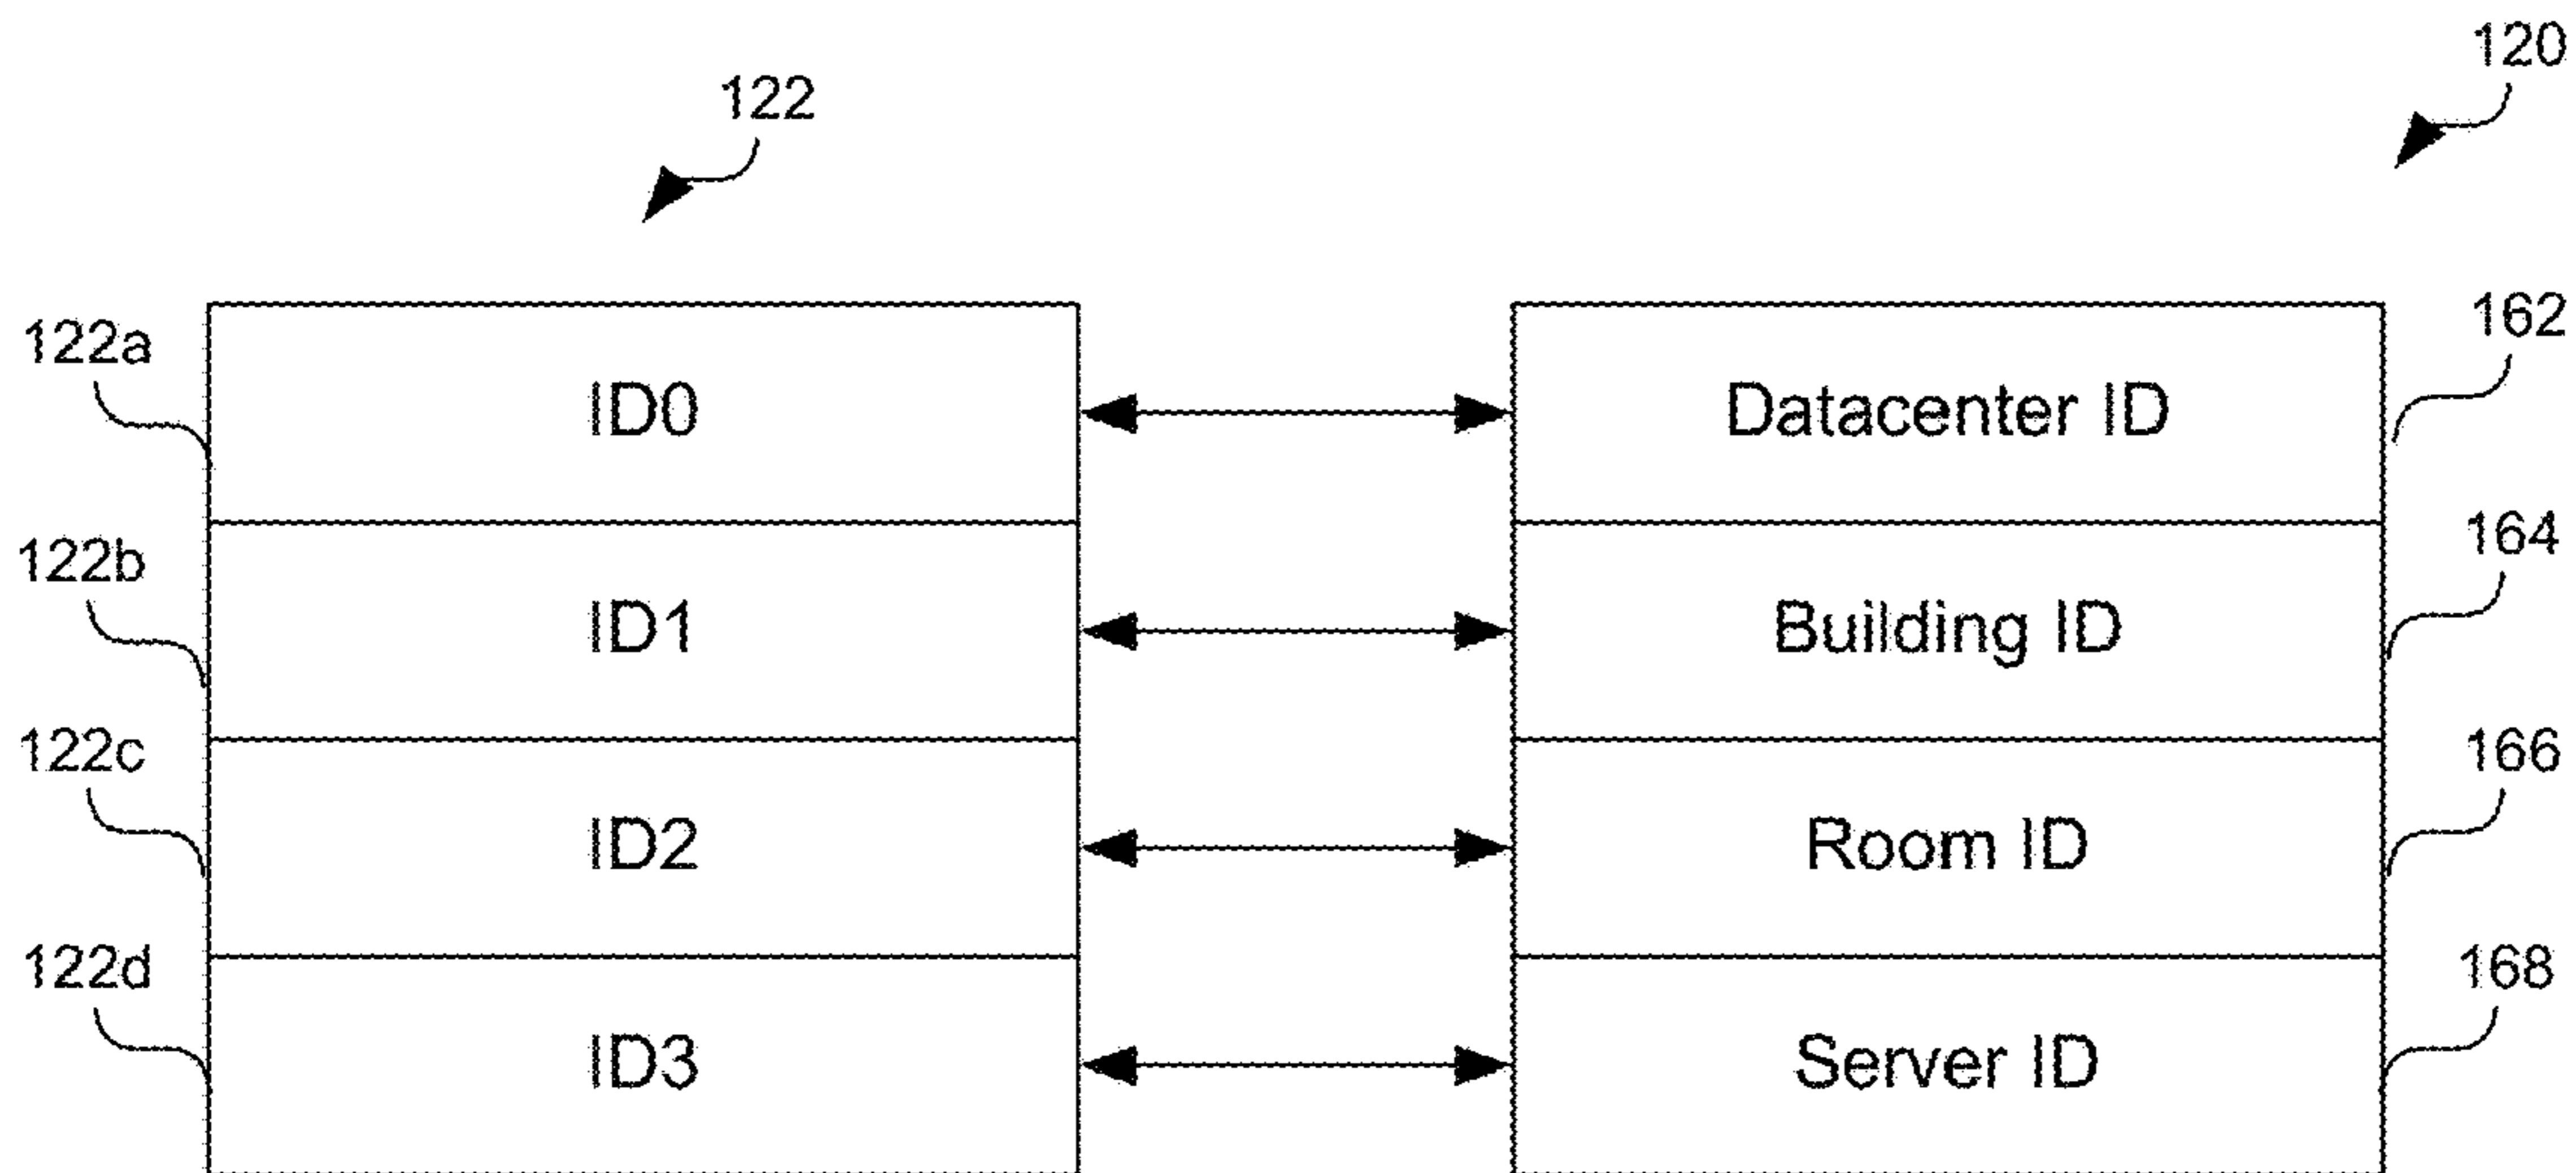 120
122
122a ID0 Datacenter ID 162
122b ID1 Building ID 164
122c ID2 Room ID 166
122d ID3 Server ID 168